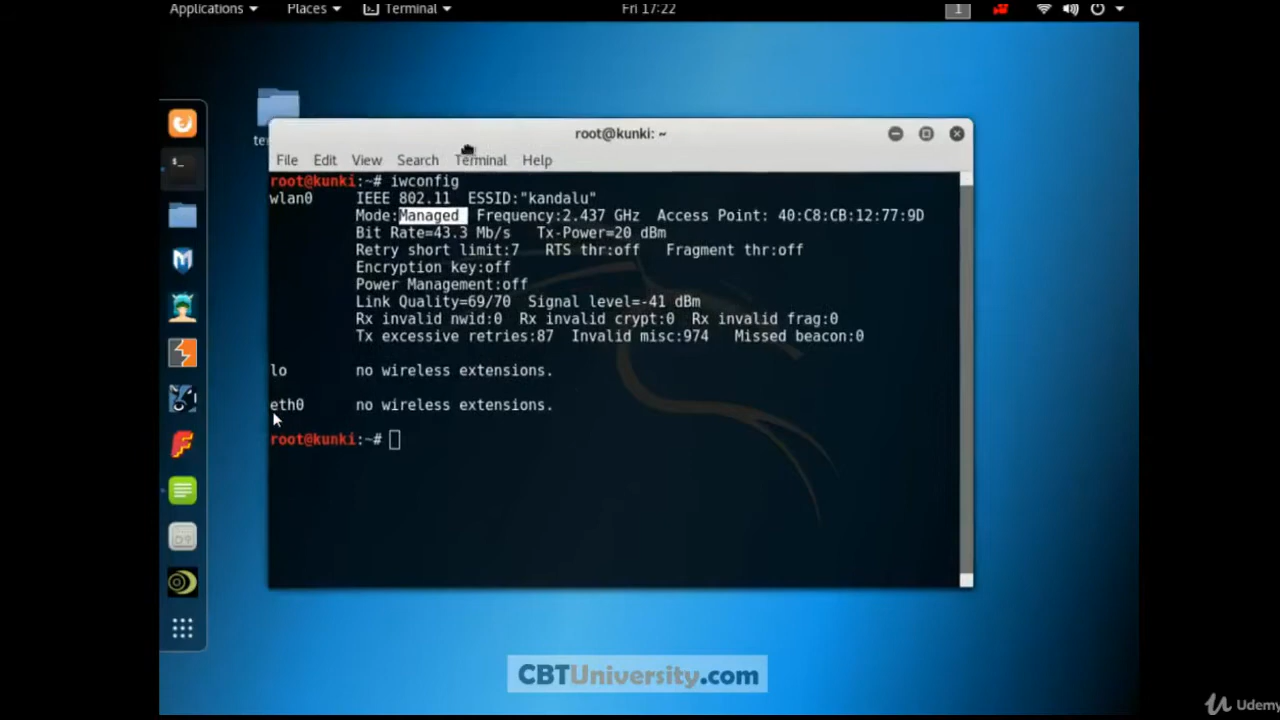 Applications Places Terminal Fri 17:22 1
root@kunki: ~
File Edit View Search Terminal Help
root@kunki:~# iwconfig
wlan0 IEEE 802.11 ESSID:"kandalu"
Mode:Managed Frequency:2.437 GHz Access Point: 40:C8:CB:12:77:9D
Bit Rate=43.3 Mb/s Tx-Power=20 dBm
Retry short limit:7 RTS thr:off Fragment thr:off
Encryption key:off
Power Management:off
Link Quality=69/70 Signal level=-41 dBm
Rx invalid nwid:0 Rx invalid crypt:0 Rx invalid frag:0
Tx excessive retries:87 Invalid misc:974 Missed beacon:0
lo no wireless extensions.
eth0 no wireless extensions.
root@kunki:~#
CBTUniversity.com
Udemy